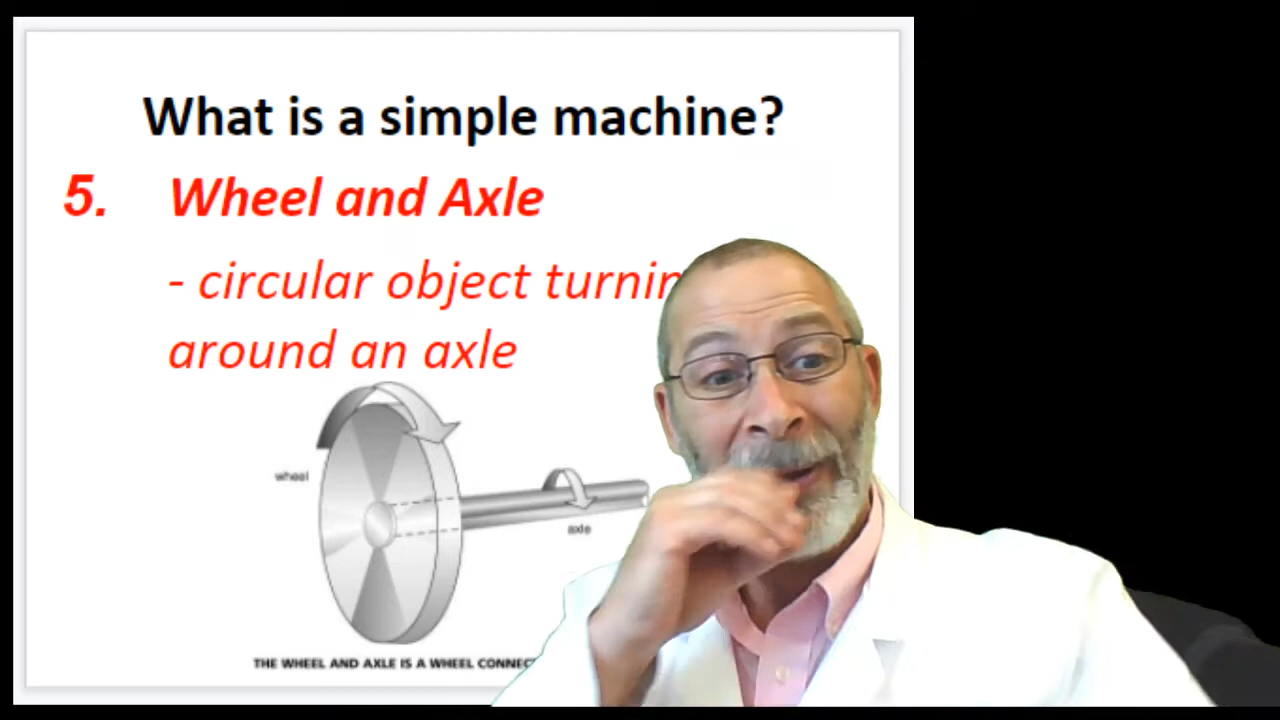 What is a simple machine?
5. Wheel and Axle
- circular object turnin
around an axle
wheel
axle
THE WHEEL AND AXLE IS A WHEEL CONNEC